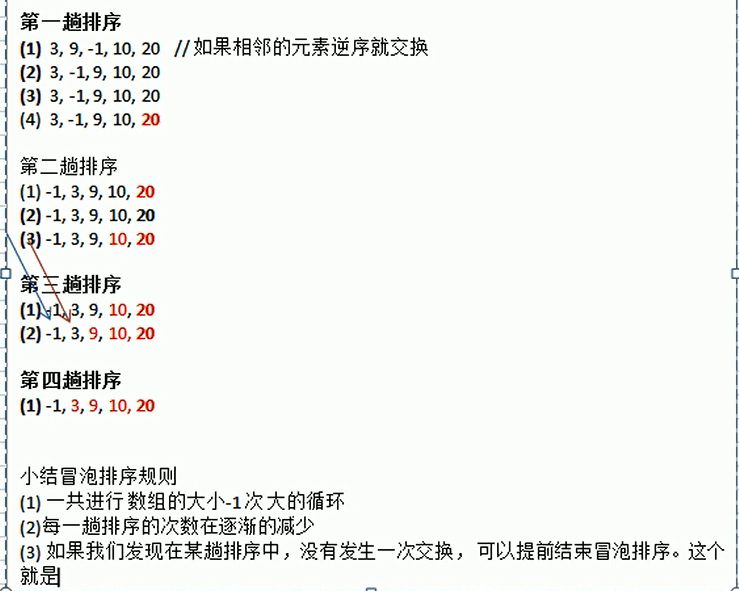 第一趟排序
(1) 3, 9, -1, 10, 20 //如果相邻的元素逆序就交换
(2) 3, -1, 9, 10, 20
(3) 3, -1, 9, 10, 20
(4) 3, -1, 9, 10, 20
第二趟排序
(1) -1, 3, 9, 10, 20
(2) -1, 3, 9, 10, 20
(3) -1, 3, 9, 10, 20
第三趟排序
(1) -1, 3, 9, 10, 20
(2) -1, 3, 9, 10, 20
第四趟排序
(1) -1, 3, 9, 10, 20
小结冒泡排序规则
(1) 一共进行 数组的大小-1 次 大的循环
(2)每一趟排序的次数在逐渐的减少
(3) 如果我们发现在某趟排序中，没有发生一次交换， 可以提前结束冒泡排序。这个
就是